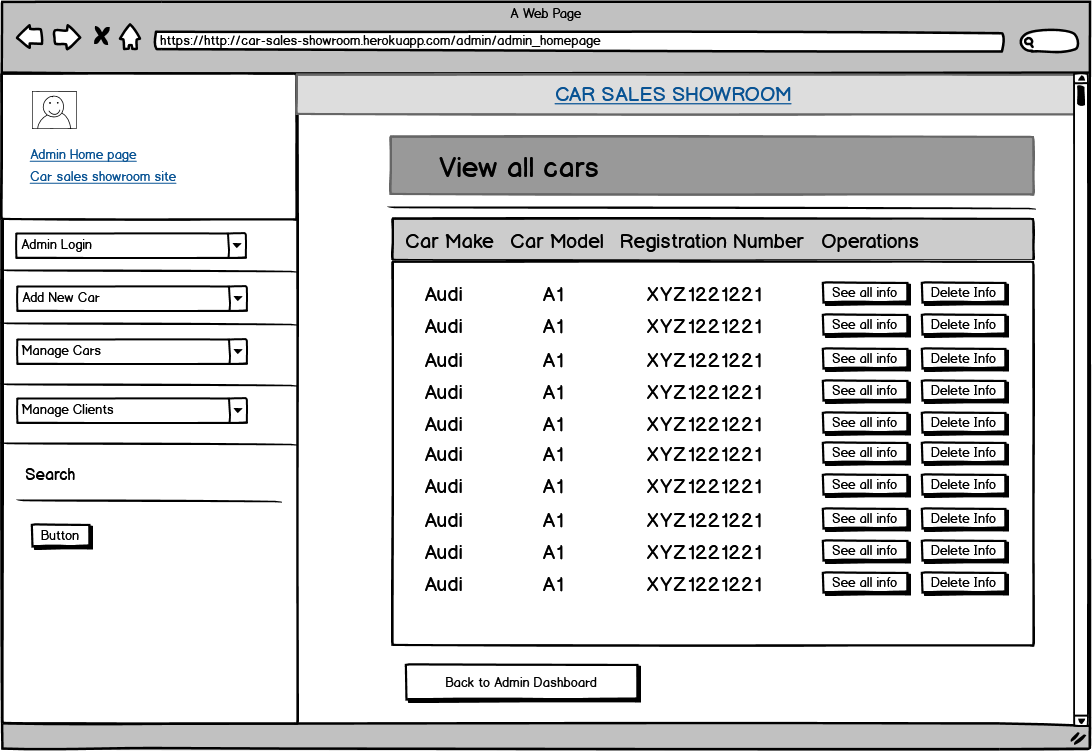 A Web Page
https://http://car-sales-showroom.herokuapp.com/admin/admin_homepage
CAR SALES SHOWROOM
Admin Home page
Car sales showroom site
Admin Login
Add New Car
Manage Cars
Manage Clients
Search
Button
View all cars
Car Make Car Model Registration Number Operations
Audi A1 XYZ1221221 See all info Delete Info
Audi A1 XYZ1221221 See all info Delete Info
Audi A1 XYZ1221221 See all info Delete Info
Audi A1 XYZ1221221 See all info Delete Info
Audi A1 XYZ1221221 See all info Delete Info
Audi A1 XYZ1221221 See all info Delete Info
Audi A1 XYZ1221221 See all info Delete Info
Audi A1 XYZ1221221 See all info Delete Info
Audi A1 XYZ1221221 See all info Delete Info
Audi A1 XYZ1221221 See all info Delete Info
Back to Admin Dashboard